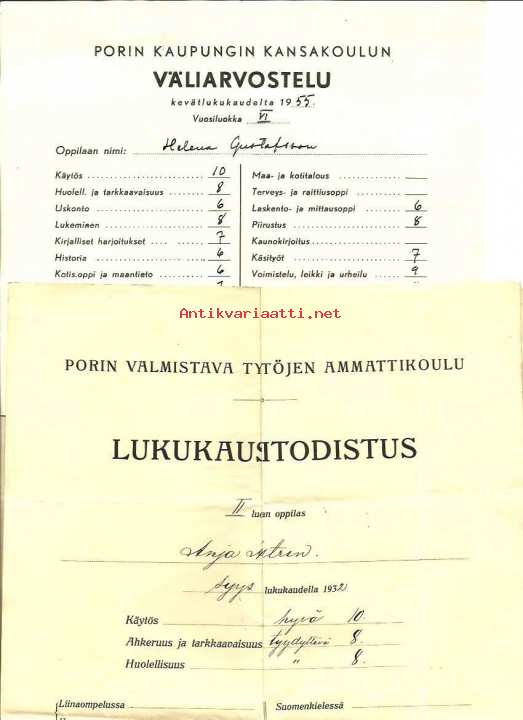 PORIN KAUPUNGIN KANSAKOULUN
VÄLIARVOSTELU
kevätlukukaudelta 1955.
Vuosiluokka VI
Oppilaan nimi: Helena Gustafsson
Käytös 10
Huolell. ja tarkkaavaisuus 8
Uskonto 6
Lukeminen 8
Kirjalliset harjoitukset 7
Historia 6
Kotis.oppi ja maantieto 6
Maa- ja kotitalous
Terveys- ja raittiusoppi
Laskento- ja mittausoppi 6
Piirustus 8
Kaunokirjoitus
Käsityöt 7
Voimistelu, leikki ja urheilu 9
Antikvariaatti.net
PORIN VALMISTAVA TYTÖJEN AMMATTIKOULU
LUKUKAUSITODISTUS
II luan oppilas
Anja
syys lukukaudella 1932
Käytös hyvä 10.
Ahkeruus ja tarkkaavaisuus tyydyttävä 8.
Huolellisuus " 8.
Liinaompelussa
Suomenkielessä